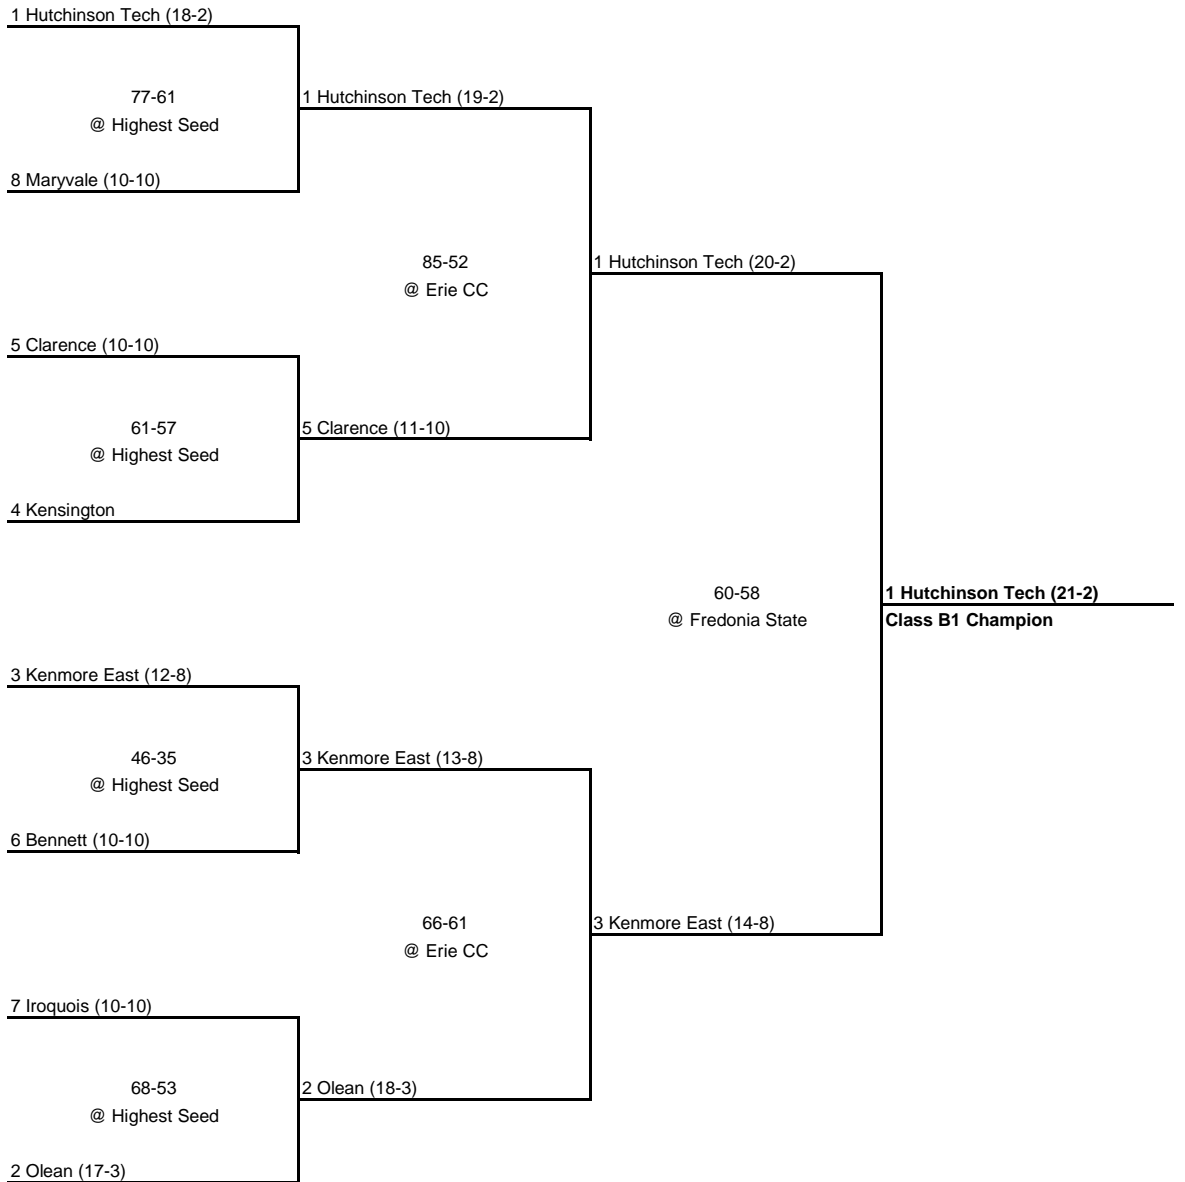 1 Hutchinson Tech (18-2)
77-61
1 Hutchinson Tech (19-2)
@ Highest Seed
8 Maryvale (10-10)
85-52
1 Hutchinson Tech (20-2)
@ Erie CC
5 Clarence (10-10)
61-57
5 Clarence (11-10)
@ Highest Seed
4 Kensington
60-58
1 Hutchinson Tech (21-2)
@ Fredonia State
Class B1 Champion
3 Kenmore East (12-8)
46-35
3 Kenmore East (13-8)
@ Highest Seed
6 Bennett (10-10)
66-61
3 Kenmore East (14-8)
@ Erie CC
7 Iroquois (10-10)
68-53
2 Olean (18-3)
@ Highest Seed
2 Olean (17-3)